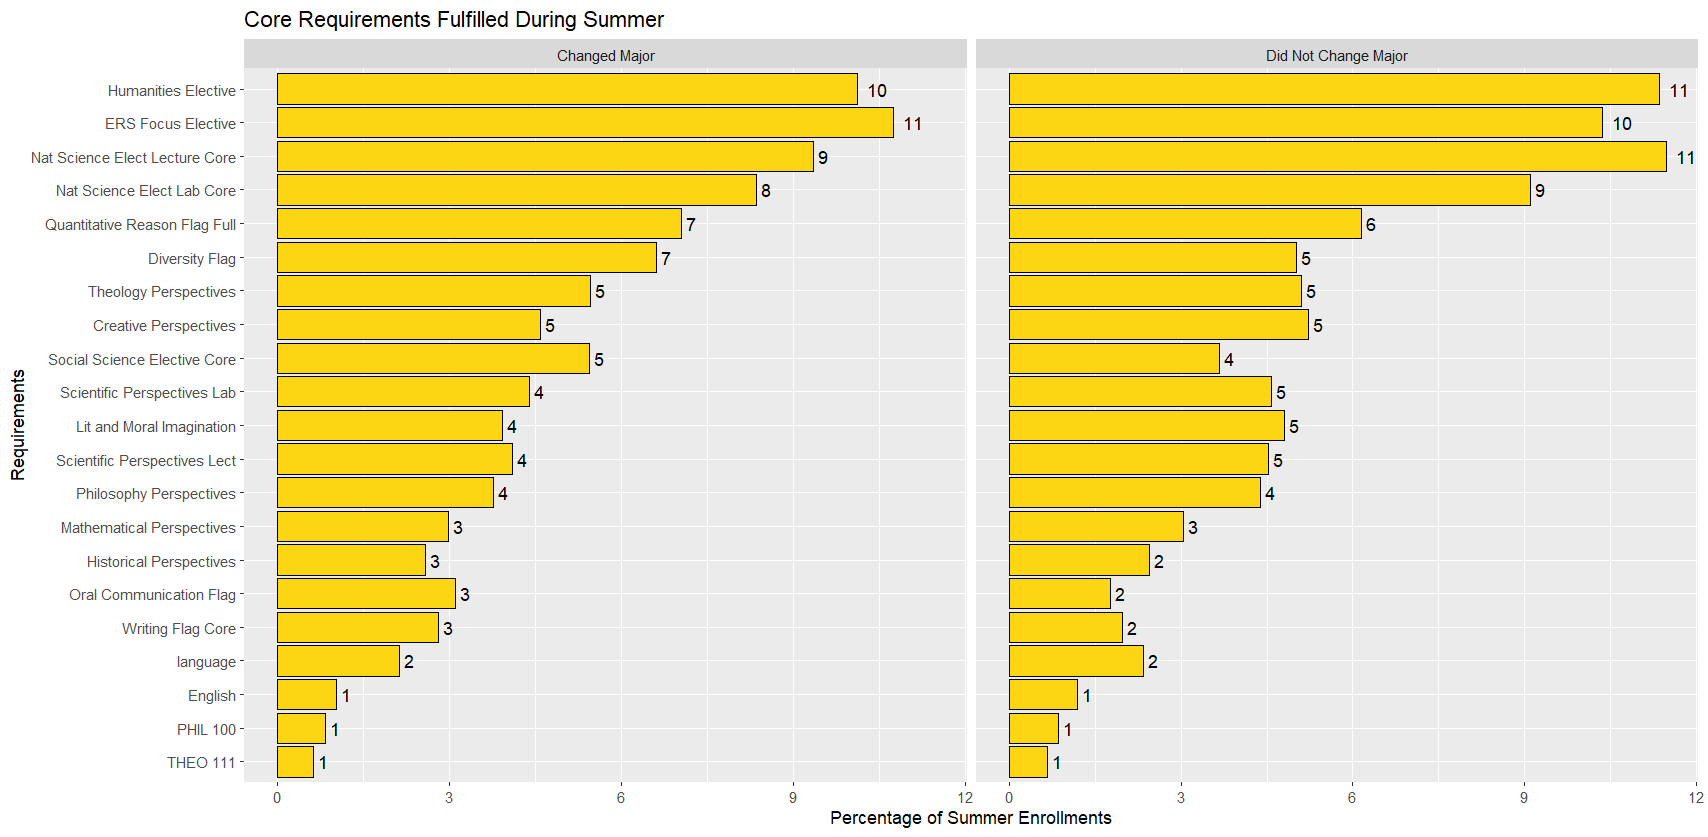 Core Requirements Fulfilled During Summer
Changed Major
Did Not Change Major
Requirements
Humanities Elective 10 11
ERS Focus Elective 11 10
Nat Science Elect Lecture Core 9 11
Nat Science Elect Lab Core 8 9
Quantitative Reason Flag Full 7 6
Diversity Flag 7 5
Theology Perspectives 5 5
Creative Perspectives 5 5
Social Science Elective Core 5 4
Scientific Perspectives Lab 4 5
Lit and Moral Imagination 4 5
Scientific Perspectives Lect 4 5
Philosophy Perspectives 4 4
Mathematical Perspectives 3 3
Historical Perspectives 3 2
Oral Communication Flag 3 2
Writing Flag Core 3 2
language 2 2
English 1 1
PHIL 100 1 1
THEO 111 1 1
0 3 6 9 12 0 3 6 9 12
Percentage of Summer Enrollments